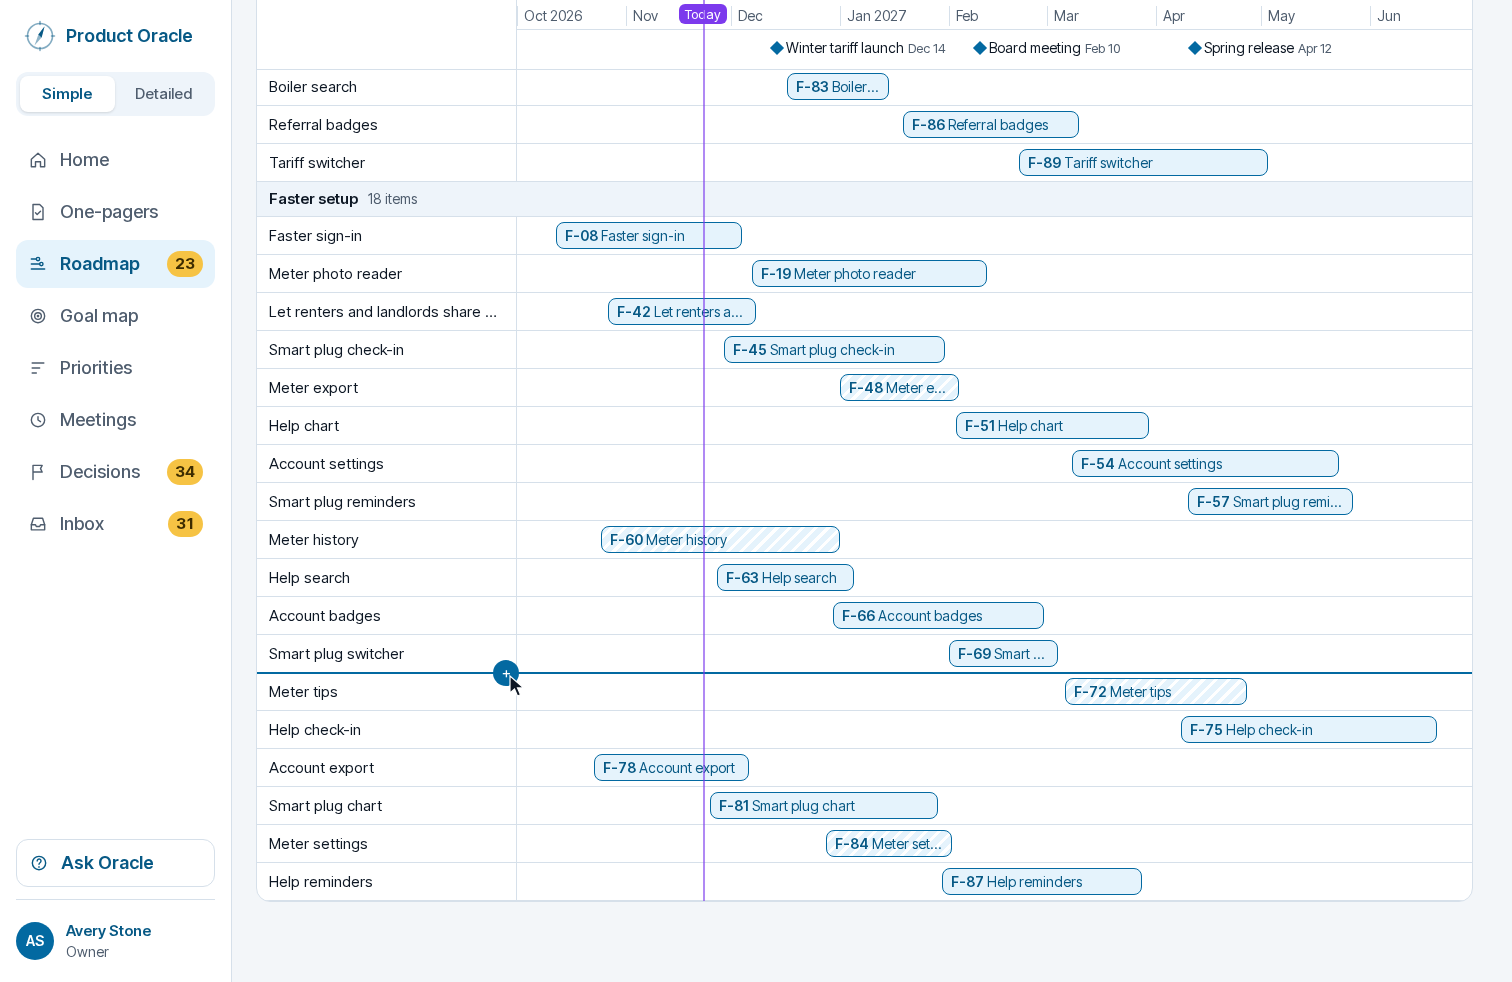 Product Oracle
Simple Detailed
Home
One-pagers
Roadmap 23
Goal map
Priorities
Meetings
Decisions 34
Inbox 31
Ask Oracle
AS
Avery Stone
Owner
Oct 2026 Nov Today Dec Jan 2027 Feb Mar Apr May Jun
Winter tariff launch Dec 14 Board meeting Feb 10 Spring release Apr 12
Boiler search F-83 Boiler...
Referral badges F-86 Referral badges
Tariff switcher F-89 Tariff switcher
Faster setup 18 items
Faster sign-in F-08 Faster sign-in
Meter photo reader F-19 Meter photo reader
Let renters and landlords share ... F-42 Let renters a...
Smart plug check-in F-45 Smart plug check-in
Meter export F-48 Meter e...
Help chart F-51 Help chart
Account settings F-54 Account settings
Smart plug reminders F-57 Smart plug remi...
Meter history F-60 Meter history
Help search F-63 Help search
Account badges F-66 Account badges
Smart plug switcher F-69 Smart ...
+
Meter tips F-72 Meter tips
Help check-in F-75 Help check-in
Account export F-78 Account export
Smart plug chart F-81 Smart plug chart
Meter settings F-84 Meter set...
Help reminders F-87 Help reminders